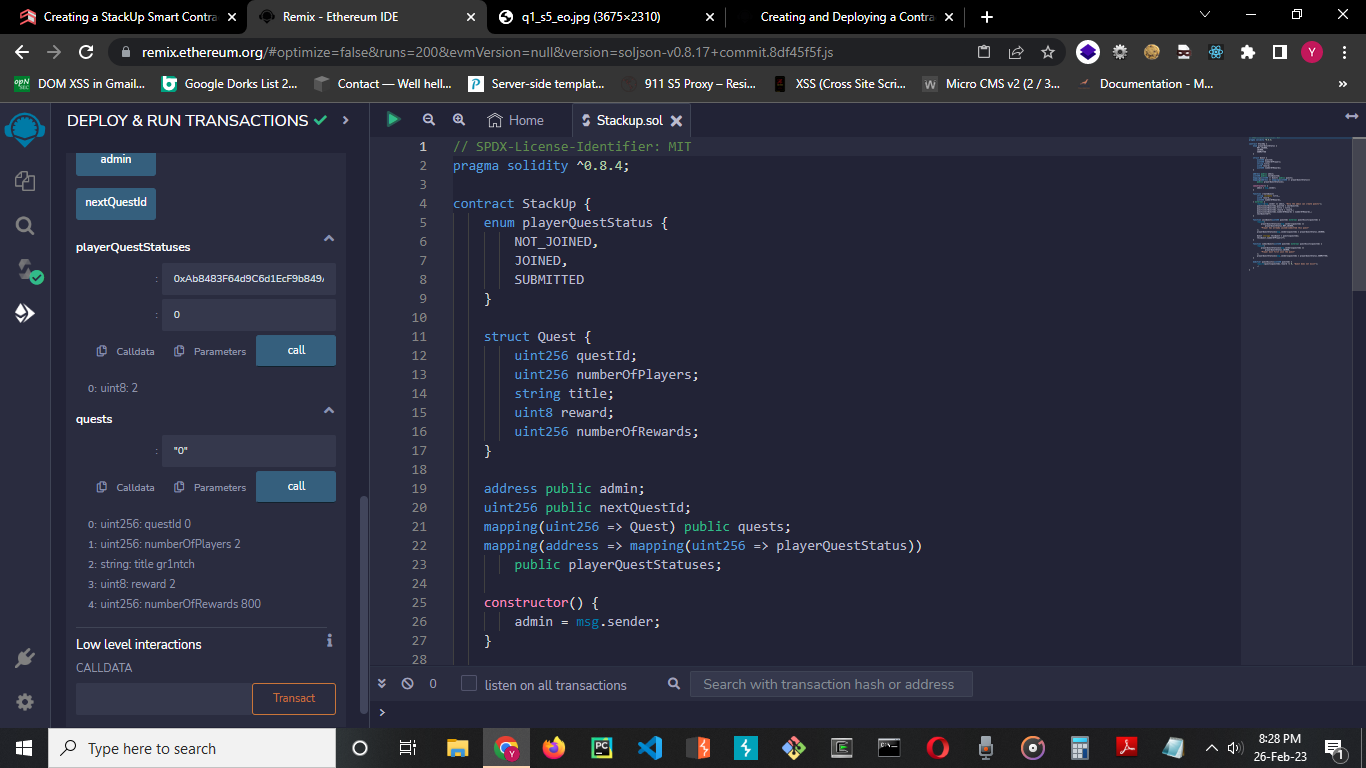 Creating a StackUp Smart Contra
Remix - Ethereum IDE
q1_s5_eo.jpg (3675×2310)
Creating and Deploying a Contra
remix.ethereum.org/#optimize=false&runs=200&evmVersion=null&version=soljson-v0.8.17+commit.8df45f5f.js
Y
DOM XSS in Gmail...
Google Dorks List 2...
Contact — Well hell...
Server-side templat...
911 S5 Proxy – Resi...
XSS (Cross Site Scri...
Micro CMS v2 (2 / 3...
Documentation - M...
»
DEPLOY & RUN TRANSACTIONS
admin
nextQuestId
playerQuestStatuses
: 0xAb8483F64d9C6d1EcF9b849
: 0
Calldata
Parameters
call
0: uint8: 2
quests
: "0"
Calldata
Parameters
call
0: uint256: questId 0
1: uint256: numberOfPlayers 2
2: string: title gr1ntch
3: uint8: reward 2
4: uint256: numberOfRewards 800
Low level interactions
i
CALLDATA
Transact
Home
Stackup.sol
1 // SPDX-License-Identifier: MIT
2 pragma solidity ^0.8.4;
3
4 contract StackUp {
5 enum playerQuestStatus {
6 NOT_JOINED,
7 JOINED,
8 SUBMITTED
9 }
10
11 struct Quest {
12 uint256 questId;
13 uint256 numberOfPlayers;
14 string title;
15 uint8 reward;
16 uint256 numberOfRewards;
17 }
18
19 address public admin;
20 uint256 public nextQuestId;
21 mapping(uint256 => Quest) public quests;
22 mapping(address => mapping(uint256 => playerQuestStatus))
23 public playerQuestStatuses;
24
25 constructor() {
26 admin = msg.sender;
27 }
28
0
listen on all transactions
Search with transaction hash or address
>
Type here to search
8:28 PM
26-Feb-23
1